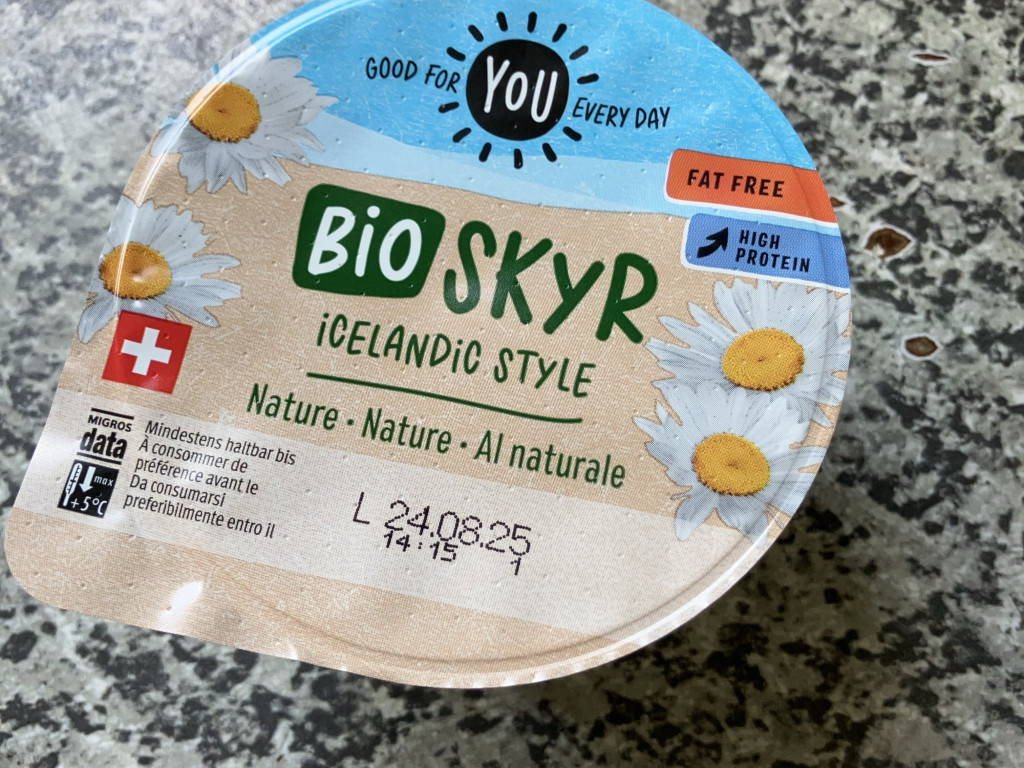 GOOD FOR YOU EVERY DAY
FAT FREE
HIGH
PROTEIN
BiO SKYR
iCELANDiC STYLE
Nature · Nature · Al naturale
MIGROS
data
max
+5°C
Mindestens haltbar bis
À consommer de
préférence avant le
Da consumarsi
preferibilmente entro il
L 24.08.25
14:15 1